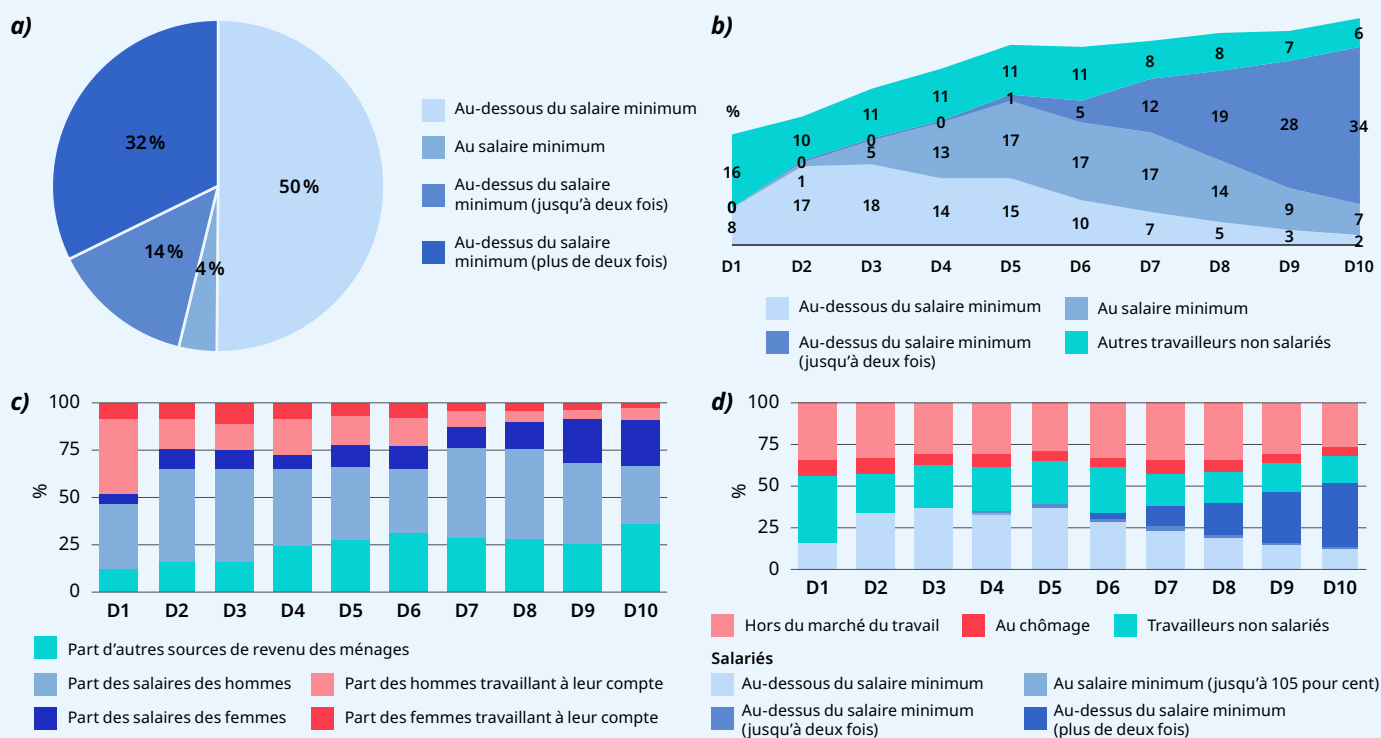 a)
32 %
50 %
14 %
4 %
Au-dessous du salaire minimum
Au salaire minimum
Au-dessus du salaire
minimum (jusqu'à deux fois)
Au-dessus du salaire
minimum (plus de deux fois)
b)
%
16 10 11 11 11 11 8 8 7 6
0 0 0 0 1 5 12 19 28 34
0 1 5 13 17 17 17 14 9 7
8 17 18 14 15 10 7 5 3 2
D1 D2 D3 D4 D5 D6 D7 D8 D9 D10
Au-dessous du salaire minimum
Au salaire minimum
Au-dessus du salaire minimum
(jusqu'à deux fois)
Autres travailleurs non salariés
c)
%
100
75
50
25
0
D1 D2 D3 D4 D5 D6 D7 D8 D9 D10
Part d'autres sources de revenu des ménages
Part des salaires des hommes
Part des hommes travaillant à leur compte
Part des salaires des femmes
Part des femmes travaillant à leur compte
d)
%
100
75
50
25
0
D1 D2 D3 D4 D5 D6 D7 D8 D9 D10
Hors du marché du travail
Au chômage
Travailleurs non salariés
Salariés
Au-dessous du salaire minimum
Au salaire minimum (jusqu'à 105 pour cent)
Au-dessus du salaire minimum
(jusqu'à deux fois)
Au-dessus du salaire minimum
(plus de deux fois)